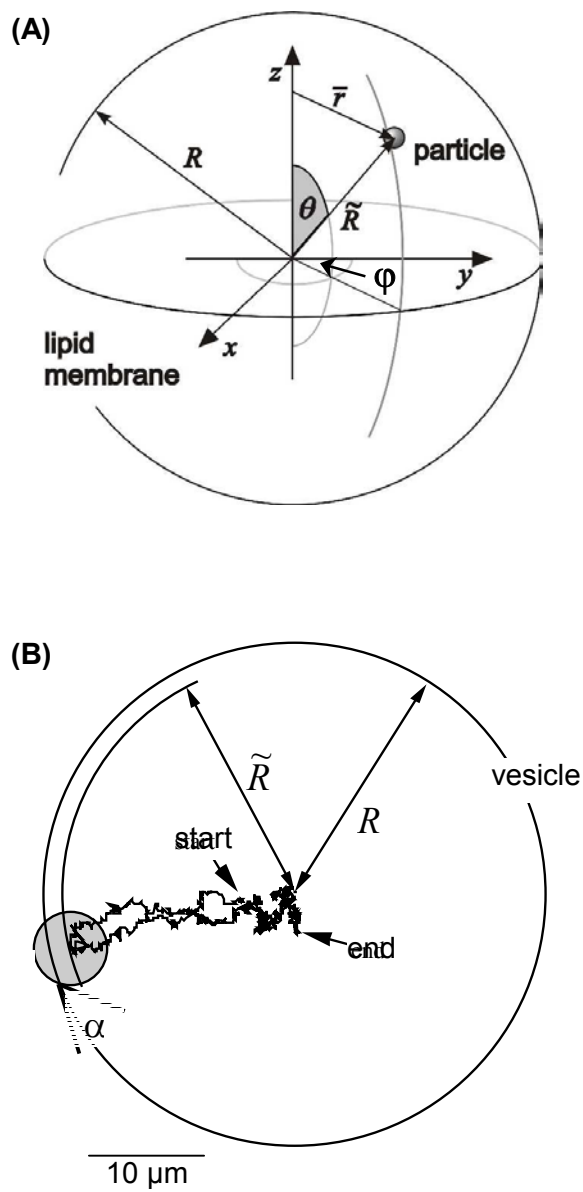 (A)
z
r̄
particle
R
θ
R̃
φ
y
x
lipid
membrane
(B)
R̃
R
vesicle
start
end
α
10 µm